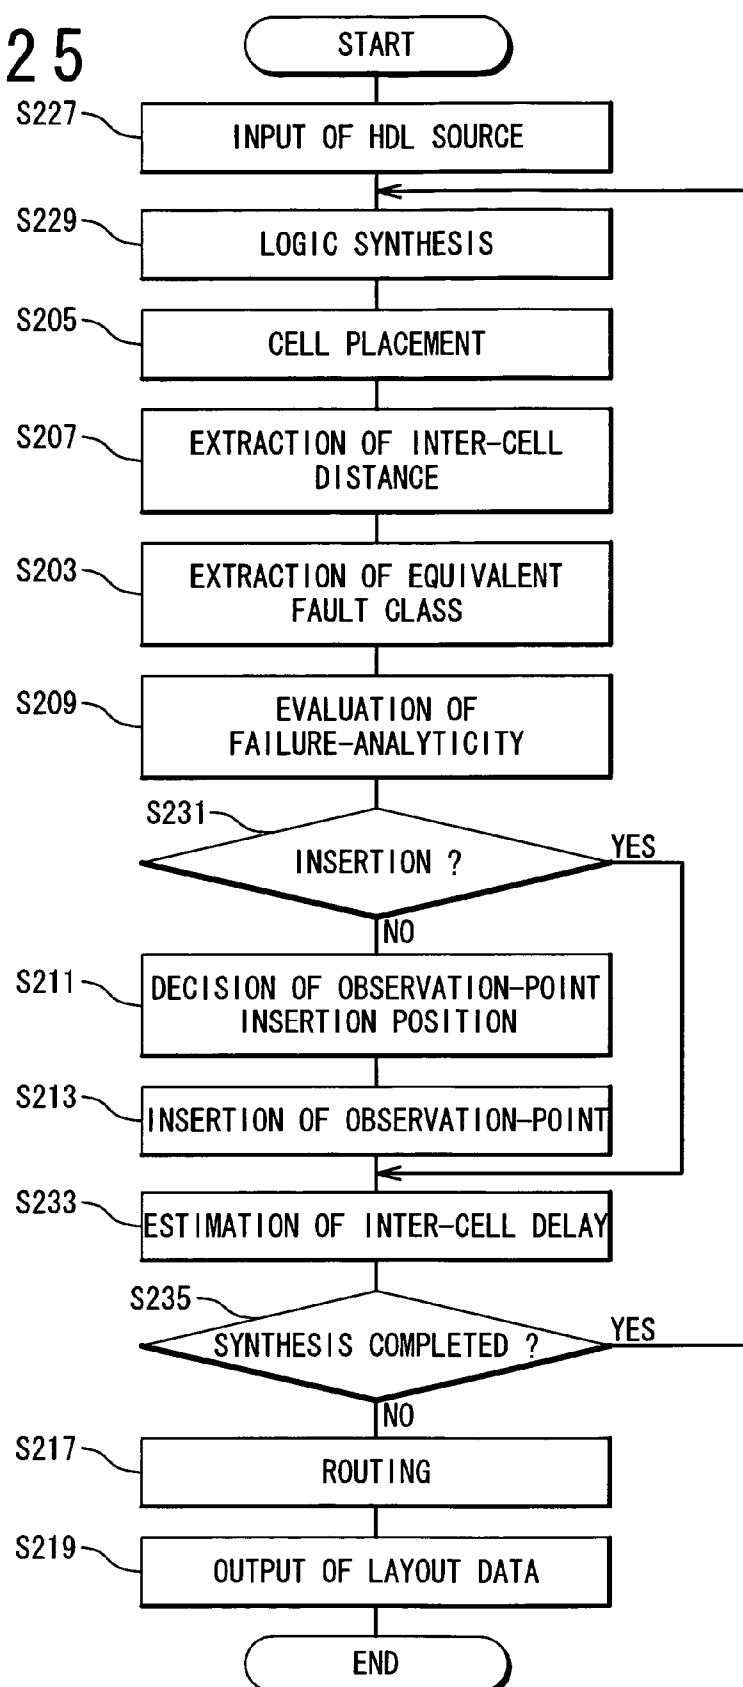 25
START
S227
INPUT OF HDL SOURCE
S229
LOGIC SYNTHESIS
S205
CELL PLACEMENT
S207
EXTRACTION OF INTER-CELL
DISTANCE
S203
EXTRACTION OF EQUIVALENT
FAULT CLASS
S209
EVALUATION OF
FAILURE-ANALYTICITY
S231
INSERTION ?
YES
NO
S211
DECISION OF OBSERVATION-POINT
INSERTION POSITION
S213
INSERTION OF OBSERVATION-POINT
S233
ESTIMATION OF INTER-CELL DELAY
S235
SYNTHESIS COMPLETED ?
YES
NO
S217
ROUTING
S219
OUTPUT OF LAYOUT DATA
END